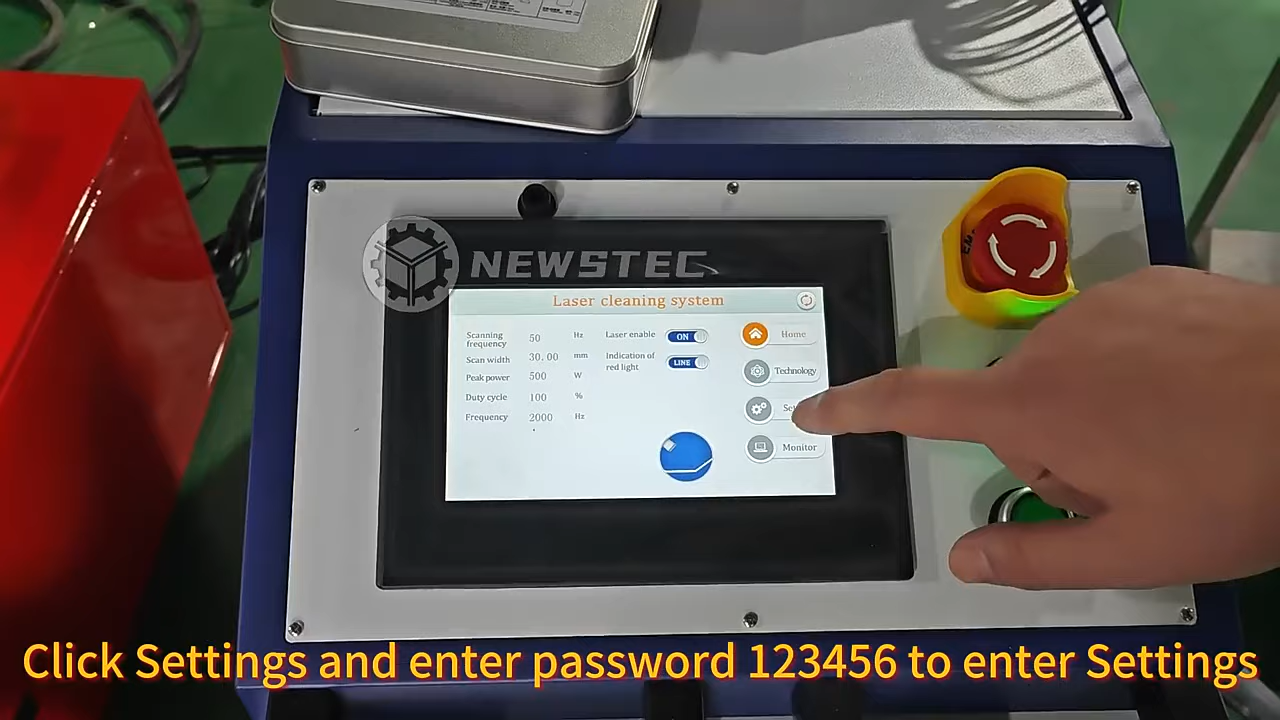 NEWSTEC
Laser cleaning system
Scanning frequency 50 Hz
Scan width 30.00 mm
Peak power 500 W
Duty cycle 100 %
Frequency 2000 Hz
Laser enable ON
Indication of red light LINE
Home
Technology
Monitor
Click Settings and enter password 123456 to enter Settings